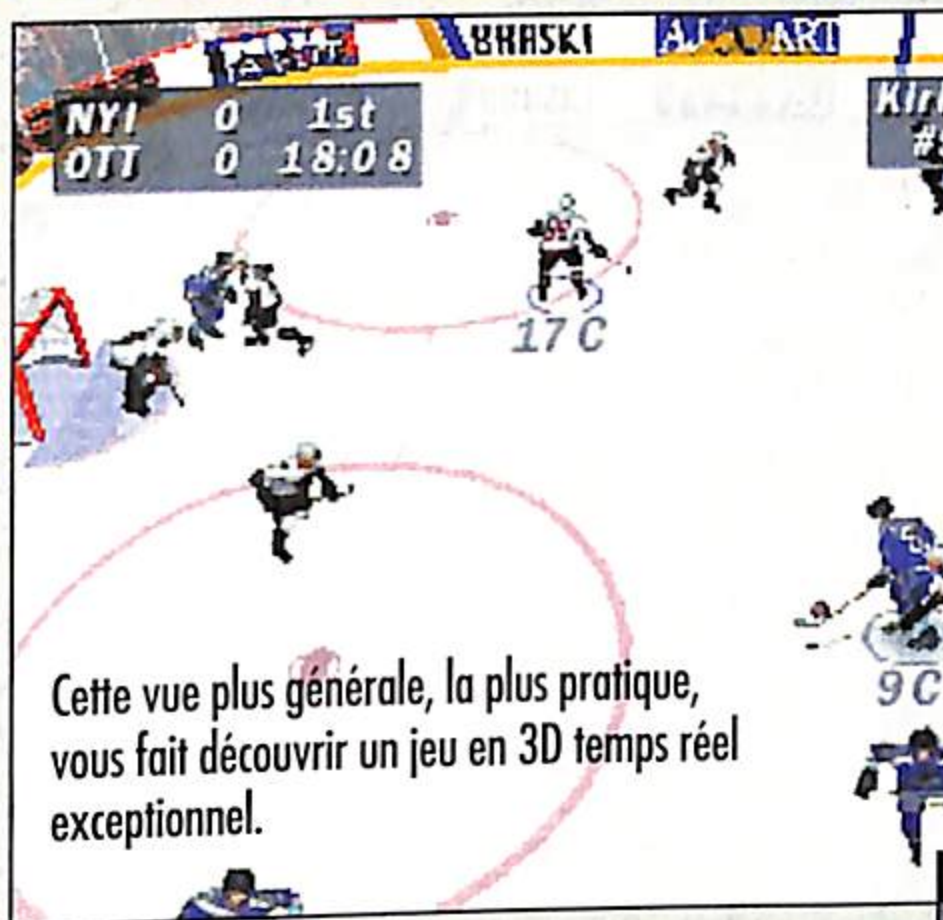 NYI 0 1st
OTT 0 18:08
17 C
9 C
Cette vue plus générale, la plus pratique,
vous fait découvrir un jeu en 3D temps réel
exceptionnel.